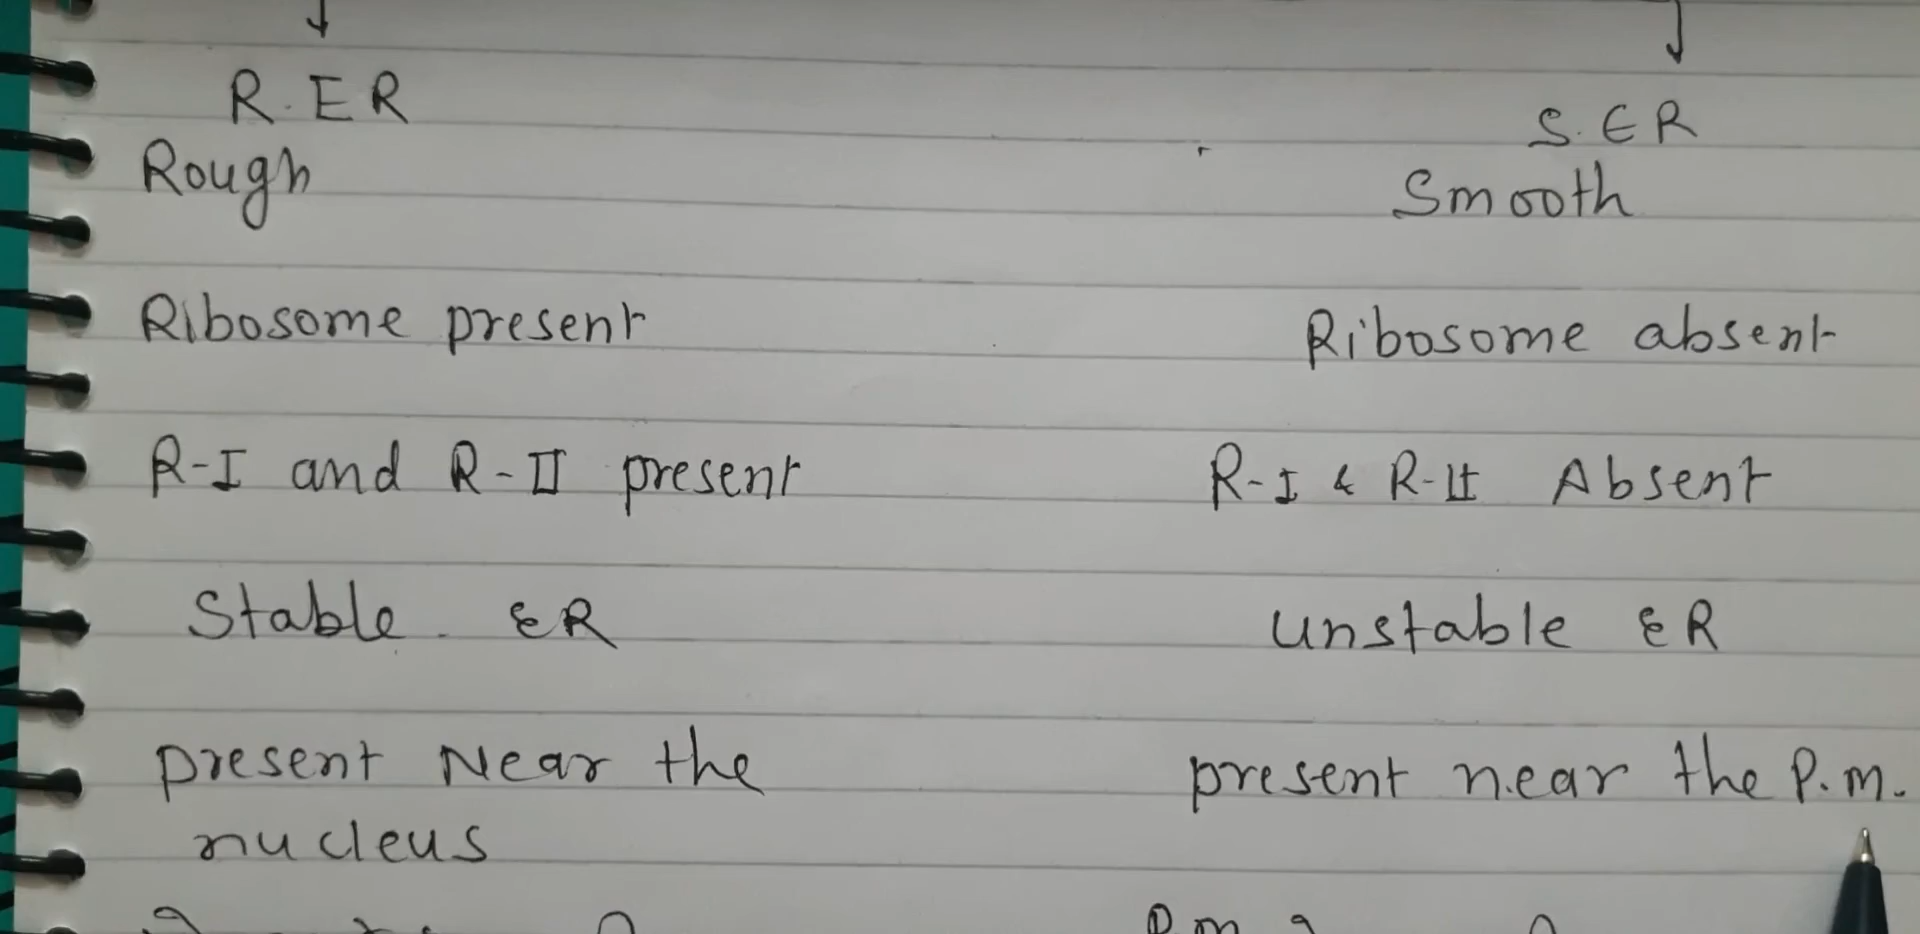 R.ER
S.ER
Rough
Smooth
Ribosome present
Ribosome absent
R-I and R-II present
R-I & R-II Absent
Stable ER
unstable ER
present Near the
present near the P.m.
nucleus